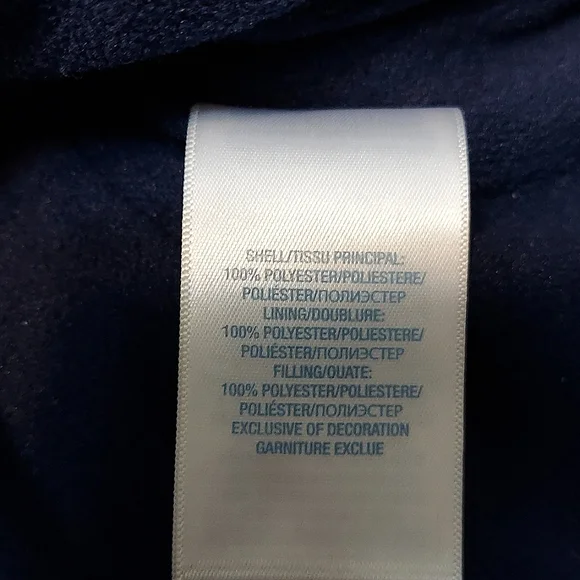 SHELL/TISSU PRINCIPAL:
100% POLYESTER/POLIESTERE/
POLIÉSTER/ПОЛИЭСТЕР
LINING/DOUBLURE:
100% POLYESTER/POLIESTERE/
POLIÉSTER/ПОЛИЭСТЕР
FILLING/OUATE:
100% POLYESTER/POLIESTERE/
POLIÉSTER/ПОЛИЭСТЕР
EXCLUSIVE OF DECORATION
GARNITURE EXCLUE